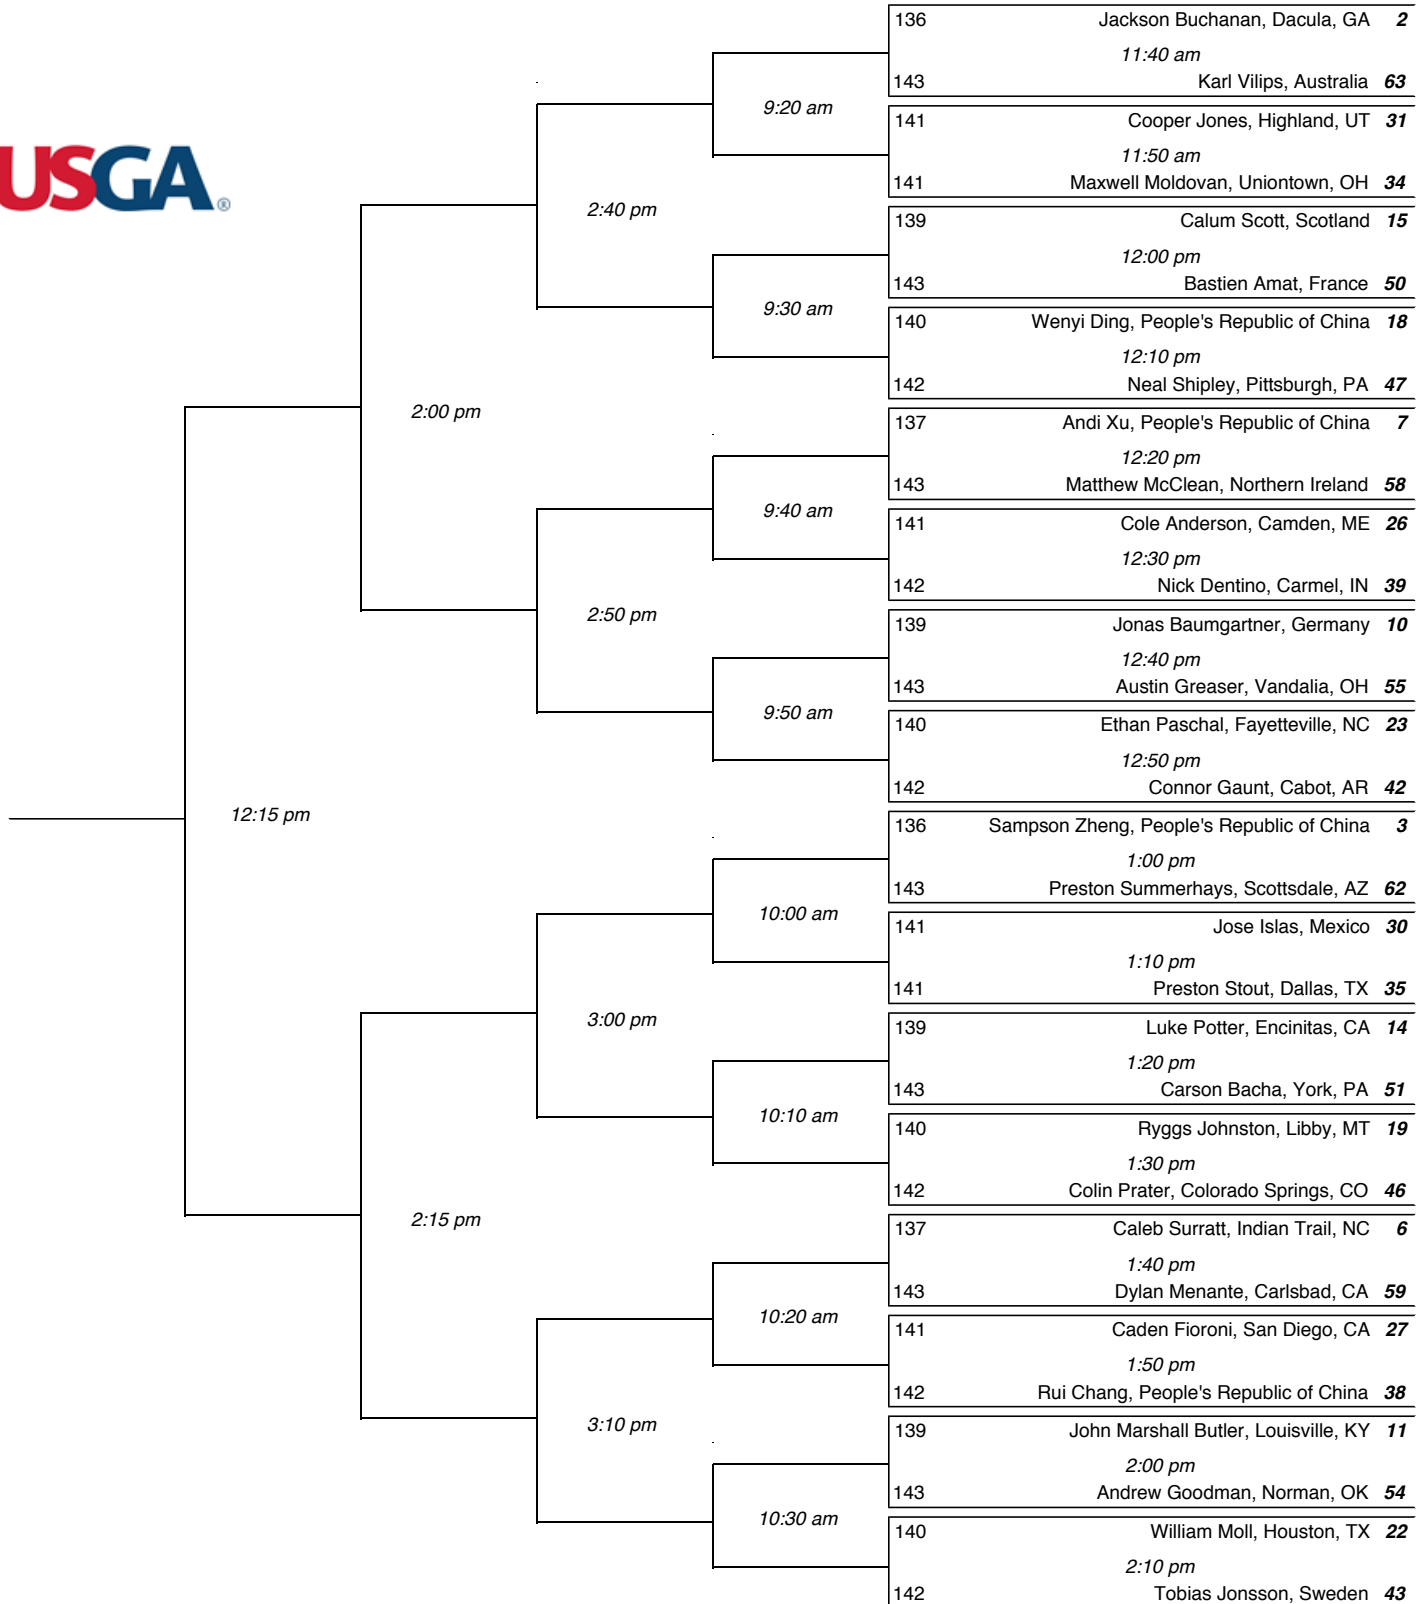 136 Jackson Buchanan, Dacula, GA 2
11:40 am
143 Karl Vilips, Australia 63
9:20 am
141 Cooper Jones, Highland, UT 31
11:50 am
141 Maxwell Moldovan, Uniontown, OH 34
USGA®
2:40 pm
139 Calum Scott, Scotland 15
12:00 pm
143 Bastien Amat, France 50
9:30 am
140 Wenyi Ding, People's Republic of China 18
12:10 pm
142 Neal Shipley, Pittsburgh, PA 47
2:00 pm
137 Andi Xu, People's Republic of China 7
12:20 pm
143 Matthew McClean, Northern Ireland 58
9:40 am
141 Cole Anderson, Camden, ME 26
12:30 pm
142 Nick Dentino, Carmel, IN 39
2:50 pm
139 Jonas Baumgartner, Germany 10
12:40 pm
143 Austin Greaser, Vandalia, OH 55
9:50 am
140 Ethan Paschal, Fayetteville, NC 23
12:50 pm
142 Connor Gaunt, Cabot, AR 42
12:15 pm
136 Sampson Zheng, People's Republic of China 3
1:00 pm
143 Preston Summerhays, Scottsdale, AZ 62
10:00 am
141 Jose Islas, Mexico 30
1:10 pm
141 Preston Stout, Dallas, TX 35
3:00 pm
139 Luke Potter, Encinitas, CA 14
1:20 pm
143 Carson Bacha, York, PA 51
10:10 am
140 Ryggs Johnston, Libby, MT 19
1:30 pm
142 Colin Prater, Colorado Springs, CO 46
2:15 pm
137 Caleb Surratt, Indian Trail, NC 6
1:40 pm
143 Dylan Menante, Carlsbad, CA 59
10:20 am
141 Caden Fioroni, San Diego, CA 27
1:50 pm
142 Rui Chang, People's Republic of China 38
3:10 pm
139 John Marshall Butler, Louisville, KY 11
2:00 pm
143 Andrew Goodman, Norman, OK 54
10:30 am
140 William Moll, Houston, TX 22
2:10 pm
142 Tobias Jonsson, Sweden 43